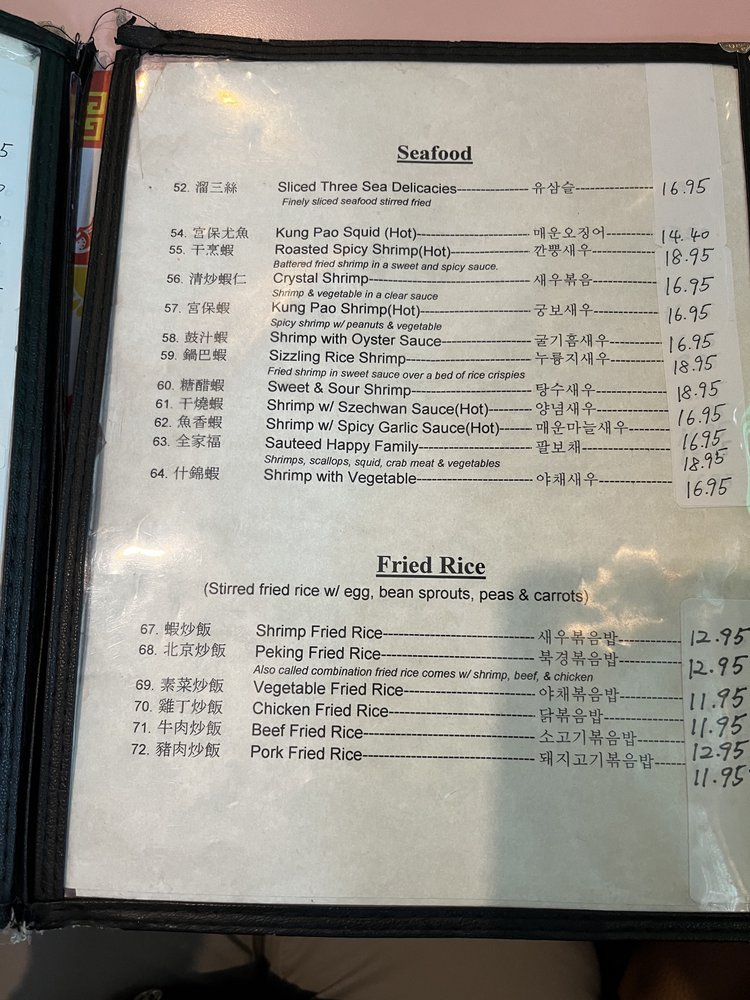 5
Seafood
52. 溜三絲 Sliced Three Sea Delicacies---유삼슬---16.95
Finely sliced seafood stirred fried
54. 宮保尤魚 Kung Pao Squid (Hot)---매운오징어---14.40
55. 干烹蝦 Roasted Spicy Shrimp(Hot)---깐뿡새우---18.95
Battered fried shrimp in a sweet and spicy sauce.
56. 清炒蝦仁 Crystal Shrimp---새우볶음---16.95
Shrimp & vegetable in a clear sauce
57. 宮保蝦 Kung Pao Shrimp(Hot)---궁보새우---16.95
Spicy shrimp w/ peanuts & vegetable
58. 鼓汁蝦 Shrimp with Oyster Sauce---굴기흠새우---16.95
59. 鍋巴蝦 Sizzling Rice Shrimp---누룽지새우---18.95
Fried shrimp in sweet sauce over a bed of rice crispies
60. 糖醋蝦 Sweet & Sour Shrimp---탕수새우---18.95
61. 干燒蝦 Shrimp w/ Szechwan Sauce(Hot)---양념새우---16.95
62. 魚香蝦 Shrimp w/ Spicy Garlic Sauce(Hot)---매운마늘새우---16.95
63. 全家福 Sauteed Happy Family---팔보채---18.95
Shrimps, scallops, squid, crab meat & vegetables
64. 什錦蝦 Shrimp with Vegetable---야채새우---16.95
Fried Rice
(Stirred fried rice w/ egg, bean sprouts, peas & carrots)
67. 蝦炒飯 Shrimp Fried Rice---새우볶음밥---12.95
68. 北京炒飯 Peking Fried Rice---북경볶음밥---12.95
Also called combination fried rice comes w/ shrimp, beef, & chicken
69. 素菜炒飯 Vegetable Fried Rice---야채볶음밥---11.95
70. 雞丁炒飯 Chicken Fried Rice---닭볶음밥---11.95
71. 牛肉炒飯 Beef Fried Rice---소고기볶음밥---12.95
72. 豬肉炒飯 Pork Fried Rice---돼지고기볶음밥---11.95